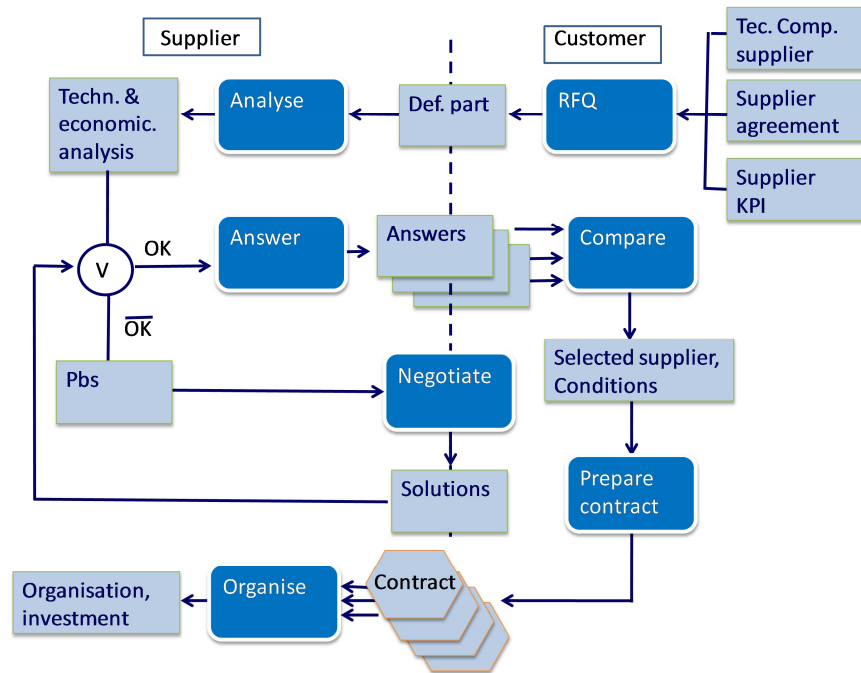 Supplier
Customer
Tec. Comp.
supplier
Techn. &
economic.
analysis
Analyse
Def. part
RFQ
Supplier
agreement
Supplier
KPI
V
OK
Answer
Answers
Compare
O̅K̅
Pbs
Negotiate
Selected supplier,
Conditions
Solutions
Prepare
contract
Organisation,
investment
Organise
Contract